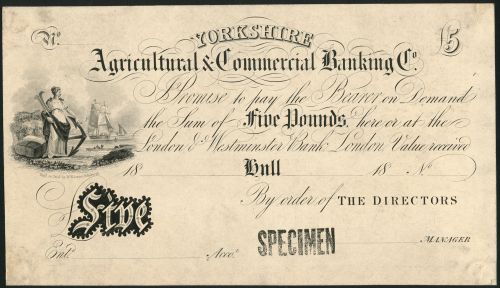 YORKSHIRE
No. £5
Agricultural & Commercial Banking Co.
I Promise to pay the Bearer on Demand
the Sum of Five Pounds, Here or at the
London & Westminster Bank London Value received
18 Hull 18 No.
By order of THE DIRECTORS
Five
£
SPECIMEN
MANAGER
Ent. Acco.